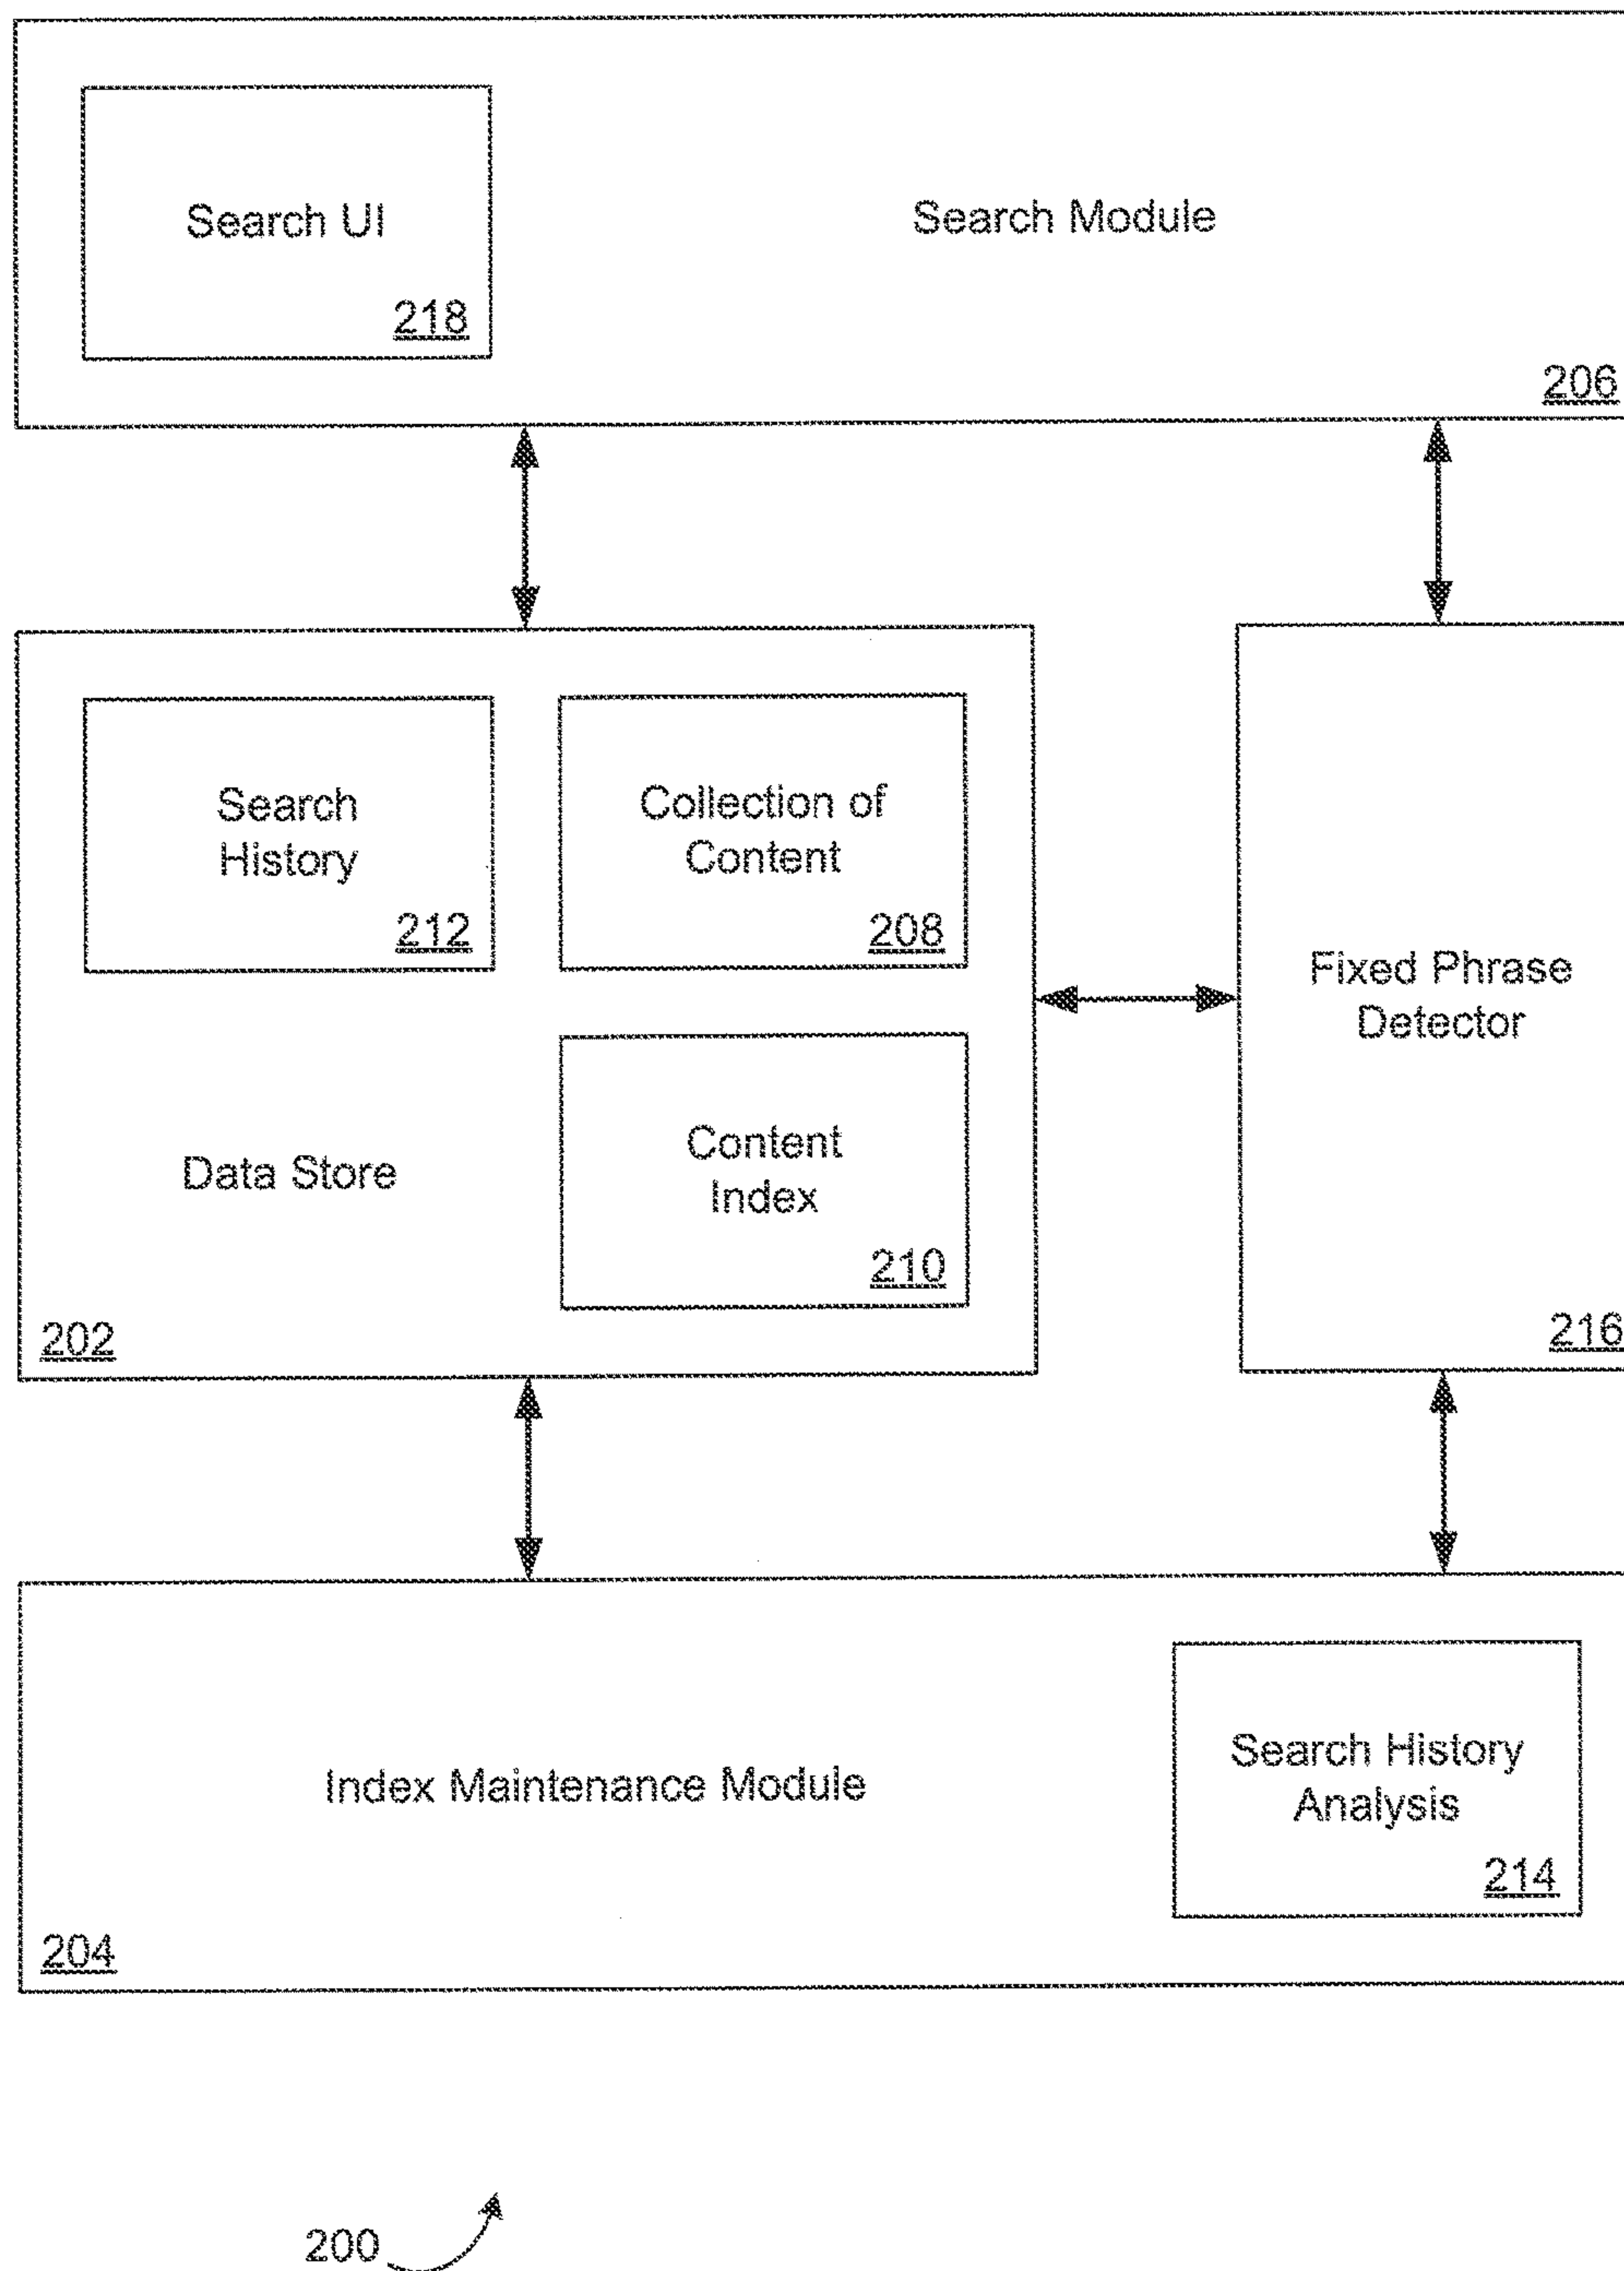 Search UI
218
Search Module
206
Search
History
212
Collection of
Content
208
Data Store
Content
Index
210
202
Fixed Phrase
Detector
216
Index Maintenance Module
Search History
Analysis
214
204
200